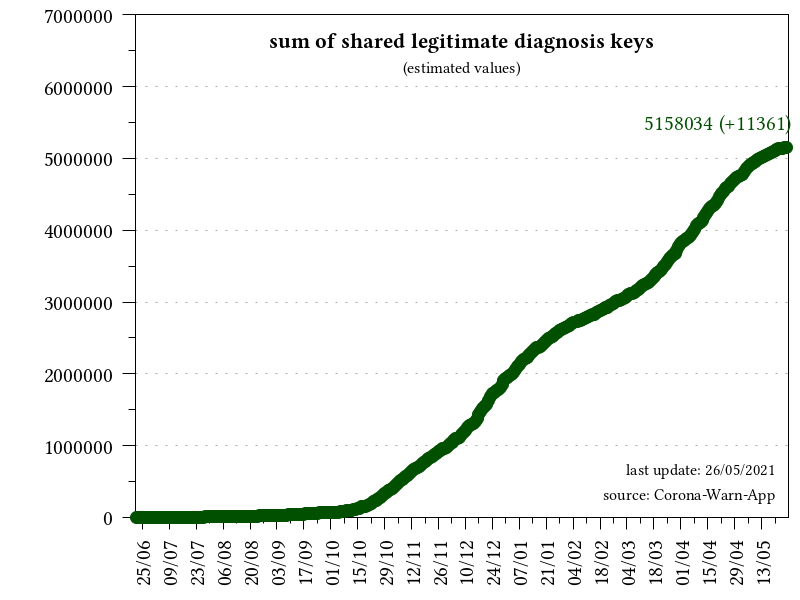 sum of shared legitimate diagnosis keys
(estimated values)
7000000
6000000
5158034 (+11361)
5000000
4000000
3000000
2000000
1000000
0
last update: 26/05/2021
source: Corona-Warn-App
25/06 09/07 23/07 06/08 20/08 03/09 17/09 01/10 15/10 29/10 12/11 26/11 10/12 24/12 07/01 21/01 04/02 18/02 04/03 18/03 01/04 15/04 29/04 13/05